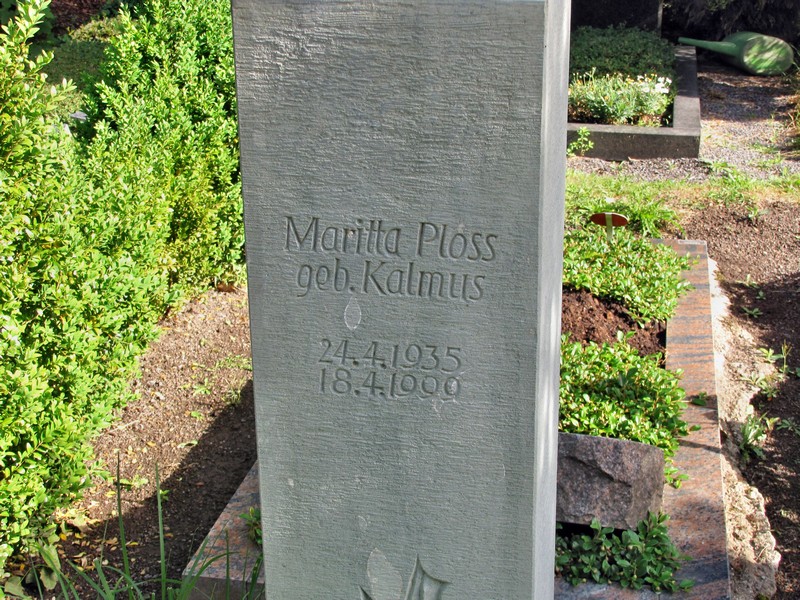 Maritta Ploss
geb. Kalmus
24.4.1935
18.4.1999